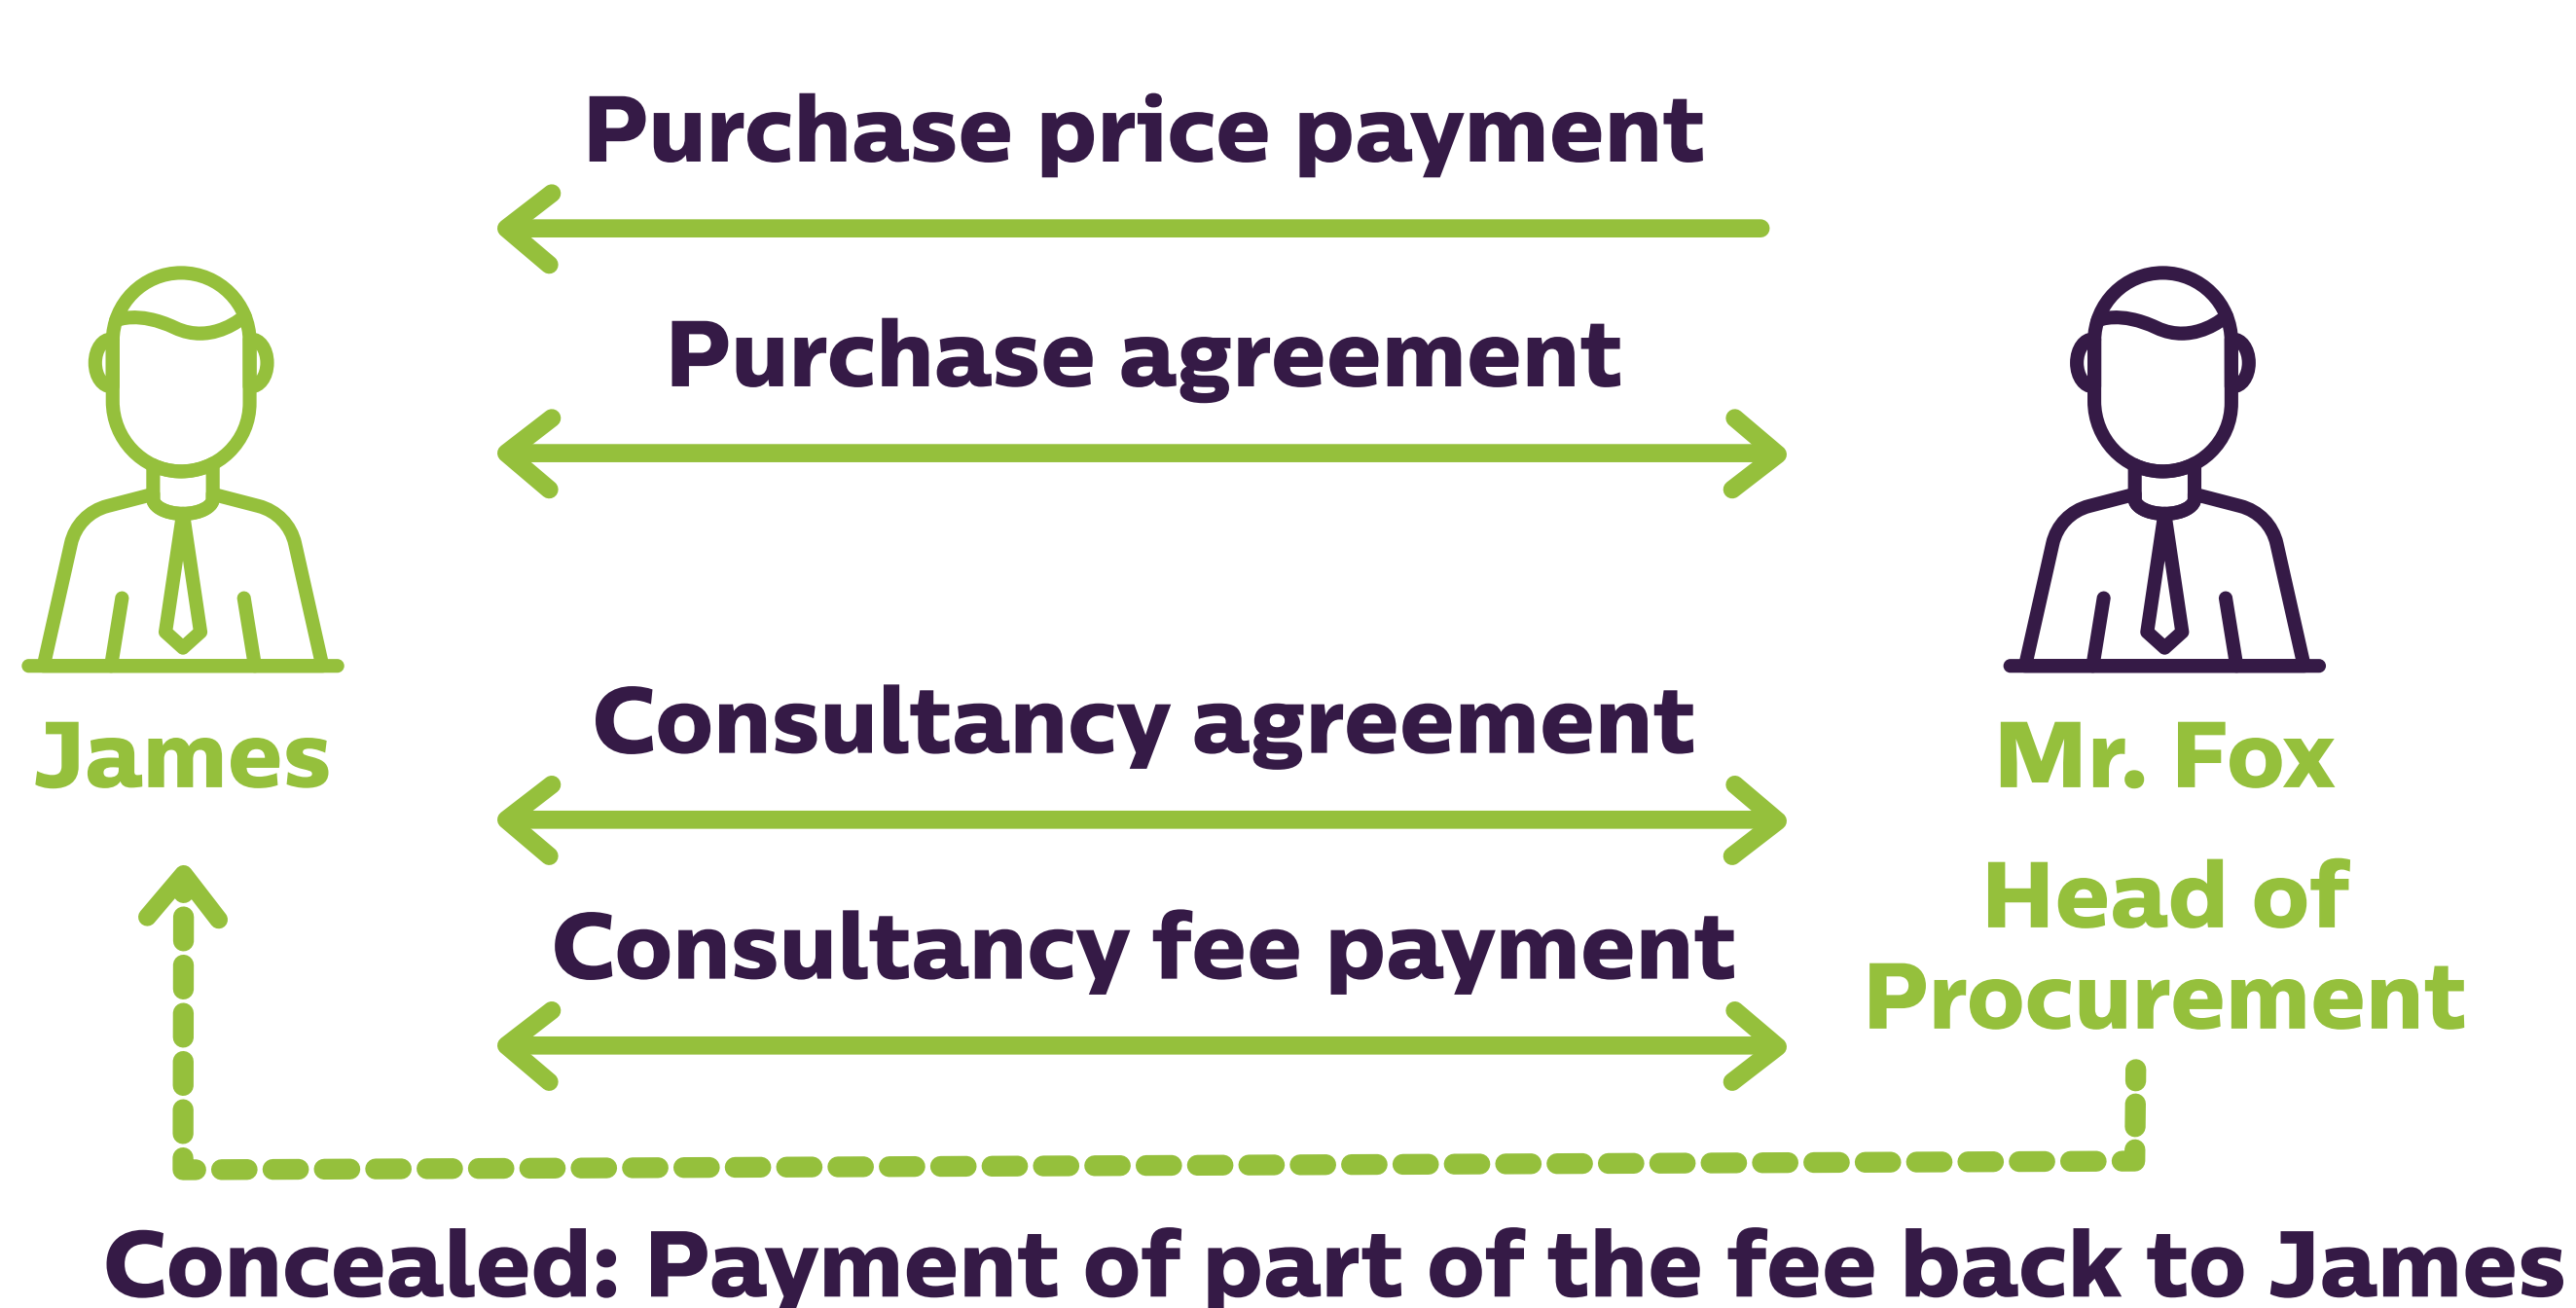 Purchase price payment
Purchase agreement
Consultancy agreement
Consultancy fee payment
James
Mr. Fox
Head of
Procurement
Concealed: Payment of part of the fee back to James